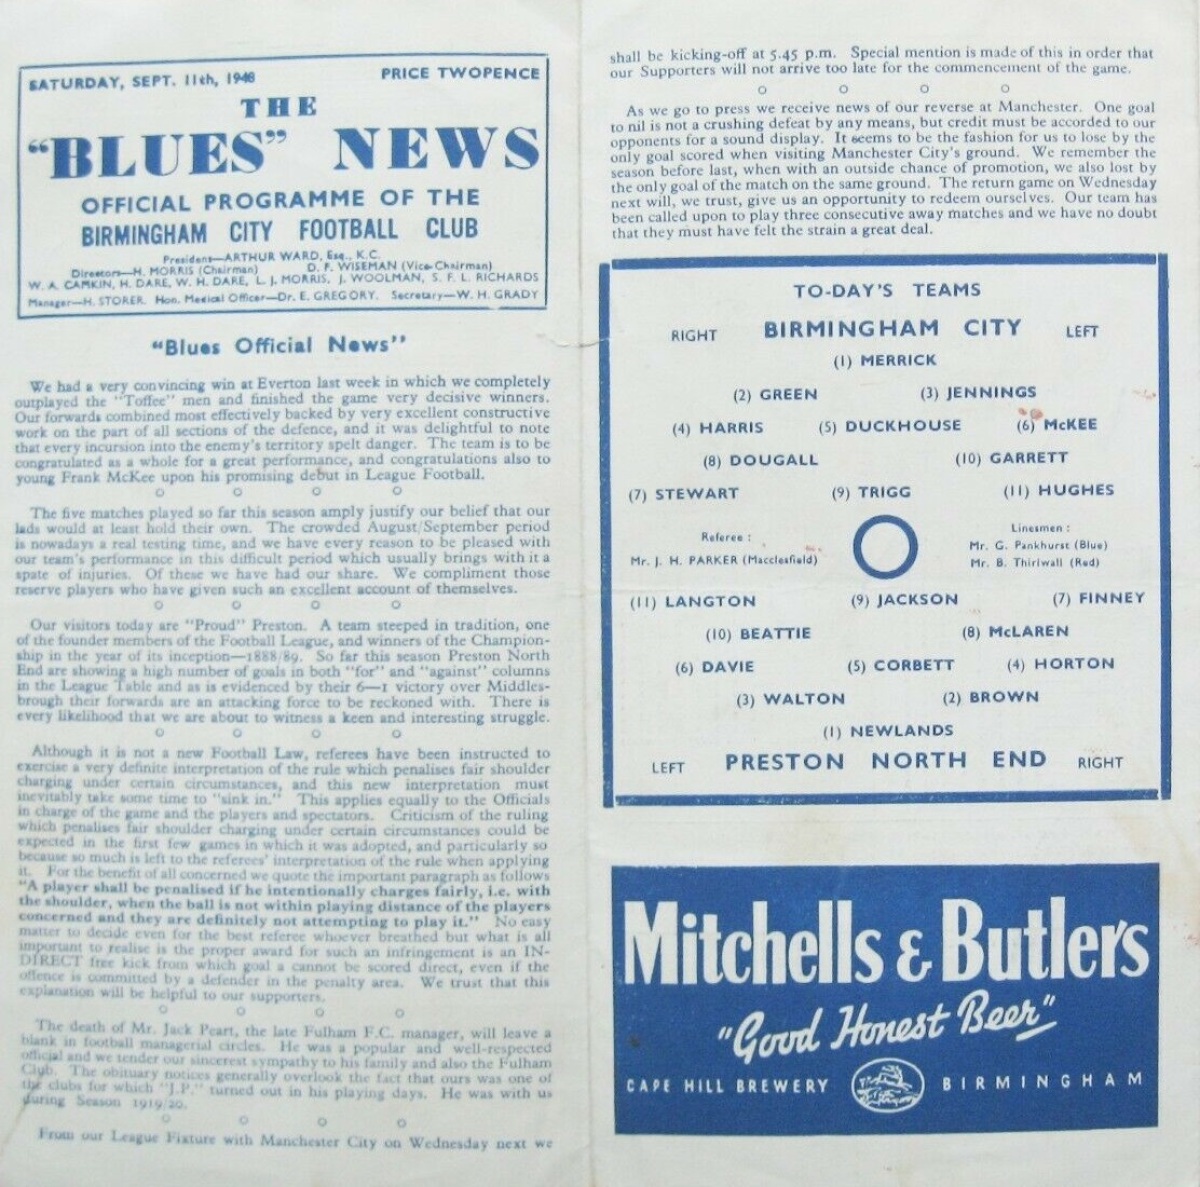 SATURDAY, SEPT. 11th, 1948 PRICE TWOPENCE
THE
"BLUES" NEWS
OFFICIAL PROGRAMME OF THE
BIRMINGHAM CITY FOOTBALL CLUB
President—ARTHUR WARD, Esq., K.C.
Directors—H. MORRIS (Chairman) D. F. WISEMAN (Vice-Chairman)
W. A. CAMKIN, H. DARE, W. H. DARE, L. J. MORRIS, J. WOOLMAN, S. F. L. RICHARDS
Manager—H. STORER. Hon. Medical Officer—Dr. E. GREGORY. Secretary—W. H. GRADY
"Blues Official News"
We had a very convincing win at Everton last week in which we completely
outplayed the "Toffee" men and finished the game very decisive winners.
Our forwards combined most effectively backed by very excellent constructive
work on the part of all sections of the defence, and it was delightful to note
that every incursion into the enemy's territory spelt danger. The team is to be
congratulated as a whole for a great performance, and congratulations also to
young Frank McKee upon his promising debut in League Football.
o o o o
The five matches played so far this season amply justify our belief that our
lads would at least hold their own. The crowded August/September period
is nowadays a real testing time, and we have every reason to be pleased with
our team's performance in this difficult period which usually brings with it a
spate of injuries. Of these we have had our share. We compliment those
reserve players who have given such an excellent account of themselves.
o o o o
Our visitors today are "Proud" Preston. A team steeped in tradition, one
of the founder members of the Football League, and winners of the Champion-
ship in the year of its inception—1888/89. So far this season Preston North
End are showing a high number of goals in both "for" and "against" columns
in the League Table and as is evidenced by their 6—1 victory over Middles-
brough their forwards are an attacking force to be reckoned with. There is
every likelihood that we are about to witness a keen and interesting struggle.
o o o o
Although it is not a new Football Law, referees have been instructed to
exercise a very definite interpretation of the rule which penalises fair shoulder
charging under certain circumstances, and this new interpretation must
inevitably take some time to "sink in." This applies equally to the Officials
in charge of the game and the players and spectators. Criticism of the ruling
which penalises fair shoulder charging under certain circumstances could be
expected in the first few games in which it was adopted, and particularly so
because so much is left to the referees' interpretation of the rule when applying
it. For the benefit of all concerned we quote the important paragraph as follows
"A player shall be penalised if he intentionally charges fairly, i.e. with
the shoulder, when the ball is not within playing distance of the players
concerned and they are definitely not attempting to play it." No easy
matter to decide even for the best referee whoever breathed but what is all
important to realise is the proper award for such an infringement is an IN-
DIRECT free kick from which goal a cannot be scored direct, even if the
offence is committed by a defender in the penalty area. We trust that this
explanation will be helpful to our supporters.
o o o o
The death of Mr. Jack Peart, the late Fulham F.C. manager, will leave a
blank in football managerial circles. He was a popular and well-respected
official and we tender our sincerest sympathy to his family and also the Fulham
Club. The obituary notices generally overlook the fact that ours was one of
the clubs for which "J.P." turned out in his playing days. He was with us
during Season 1919/20.
o o o o
From our League Fixture with Manchester City on Wednesday next we
shall be kicking-off at 5.45 p.m. Special mention is made of this in order that
our Supporters will not arrive too late for the commencement of the game.
o o o o
As we go to press we receive news of our reverse at Manchester. One goal
to nil is not a crushing defeat by any means, but credit must be accorded to our
opponents for a sound display. It seems to be the fashion for us to lose by the
only goal scored when visiting Manchester City's ground. We remember the
season before last, when with an outside chance of promotion, we also lost by
the only goal of the match on the same ground. The return game on Wednesday
next will, we trust, give us an opportunity to redeem ourselves. Our team has
been called upon to play three consecutive away matches and we have no doubt
that they must have felt the strain a great deal.
TO-DAY'S TEAMS
RIGHT BIRMINGHAM CITY LEFT
(1) MERRICK
(2) GREEN (3) JENNINGS
(4) HARRIS (5) DUCKHOUSE (6) McKEE
(8) DOUGALL (10) GARRETT
(7) STEWART (9) TRIGG (11) HUGHES
Referee : Linesmen :
Mr. J. H. PARKER (Macclesfield) Mr. G. Pankhurst (Blue)
Mr. B. Thirlwall (Red)
(11) LANGTON (9) JACKSON (7) FINNEY
(10) BEATTIE (8) McLAREN
(6) DAVIE (5) CORBETT (4) HORTON
(3) WALTON (2) BROWN
(1) NEWLANDS
LEFT PRESTON NORTH END RIGHT
Mitchells & Butlers
"Good Honest Beer"
CAPE HILL BREWERY BIRMINGHAM